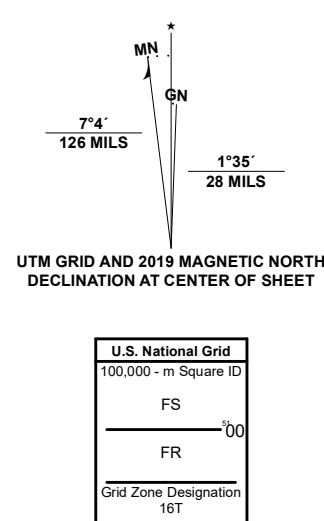 MN
GN
7°4´
126 MILS
1°35´
28 MILS
UTM GRID AND 2019 MAGNETIC NORTH
DECLINATION AT CENTER OF SHEET
U.S. National Grid
100,000 - m Square ID
FS
5100
FR
Grid Zone Designation
16T